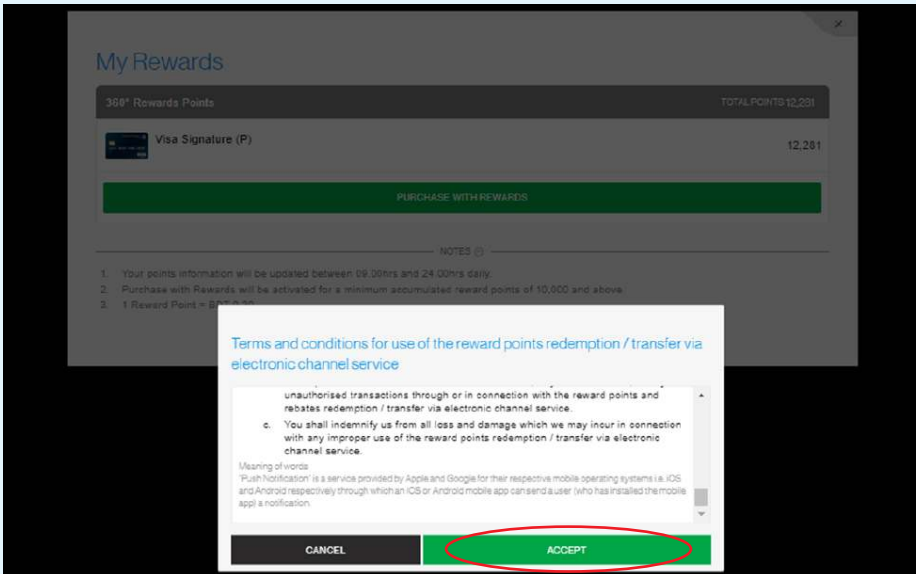 ×
My Rewards
360° Rewards Points TOTAL POINTS 12,281
Visa Signature (P)
12,281
PURCHASE WITH REWARDS
NOTES
1. Your points information will be updated between 09.00hrs and 24.00hrs daily.
2. Purchase with Rewards will be activated for a minimum accumulated reward points of 10,000 and above.
3. 1 Reward Point =
Terms and conditions for use of the reward points redemption / transfer via
electronic channel service
unauthorised transactions through or in connection with the reward points and
rebates redemption / transfer via electronic channel service.
c. You shall indemnify us from all loss and damage which we may incur in connection
with any improper use of the reward points redemption / transfer via electronic
channel service.
Meaning of words
"Push Notification" is a service provided by Apple and Google for their respective mobile operating systems i.e. iOS
and Android respectively through which an iOS or Android mobile app can send a user (who has installed the mobile
app) a notification.
CANCEL ACCEPT